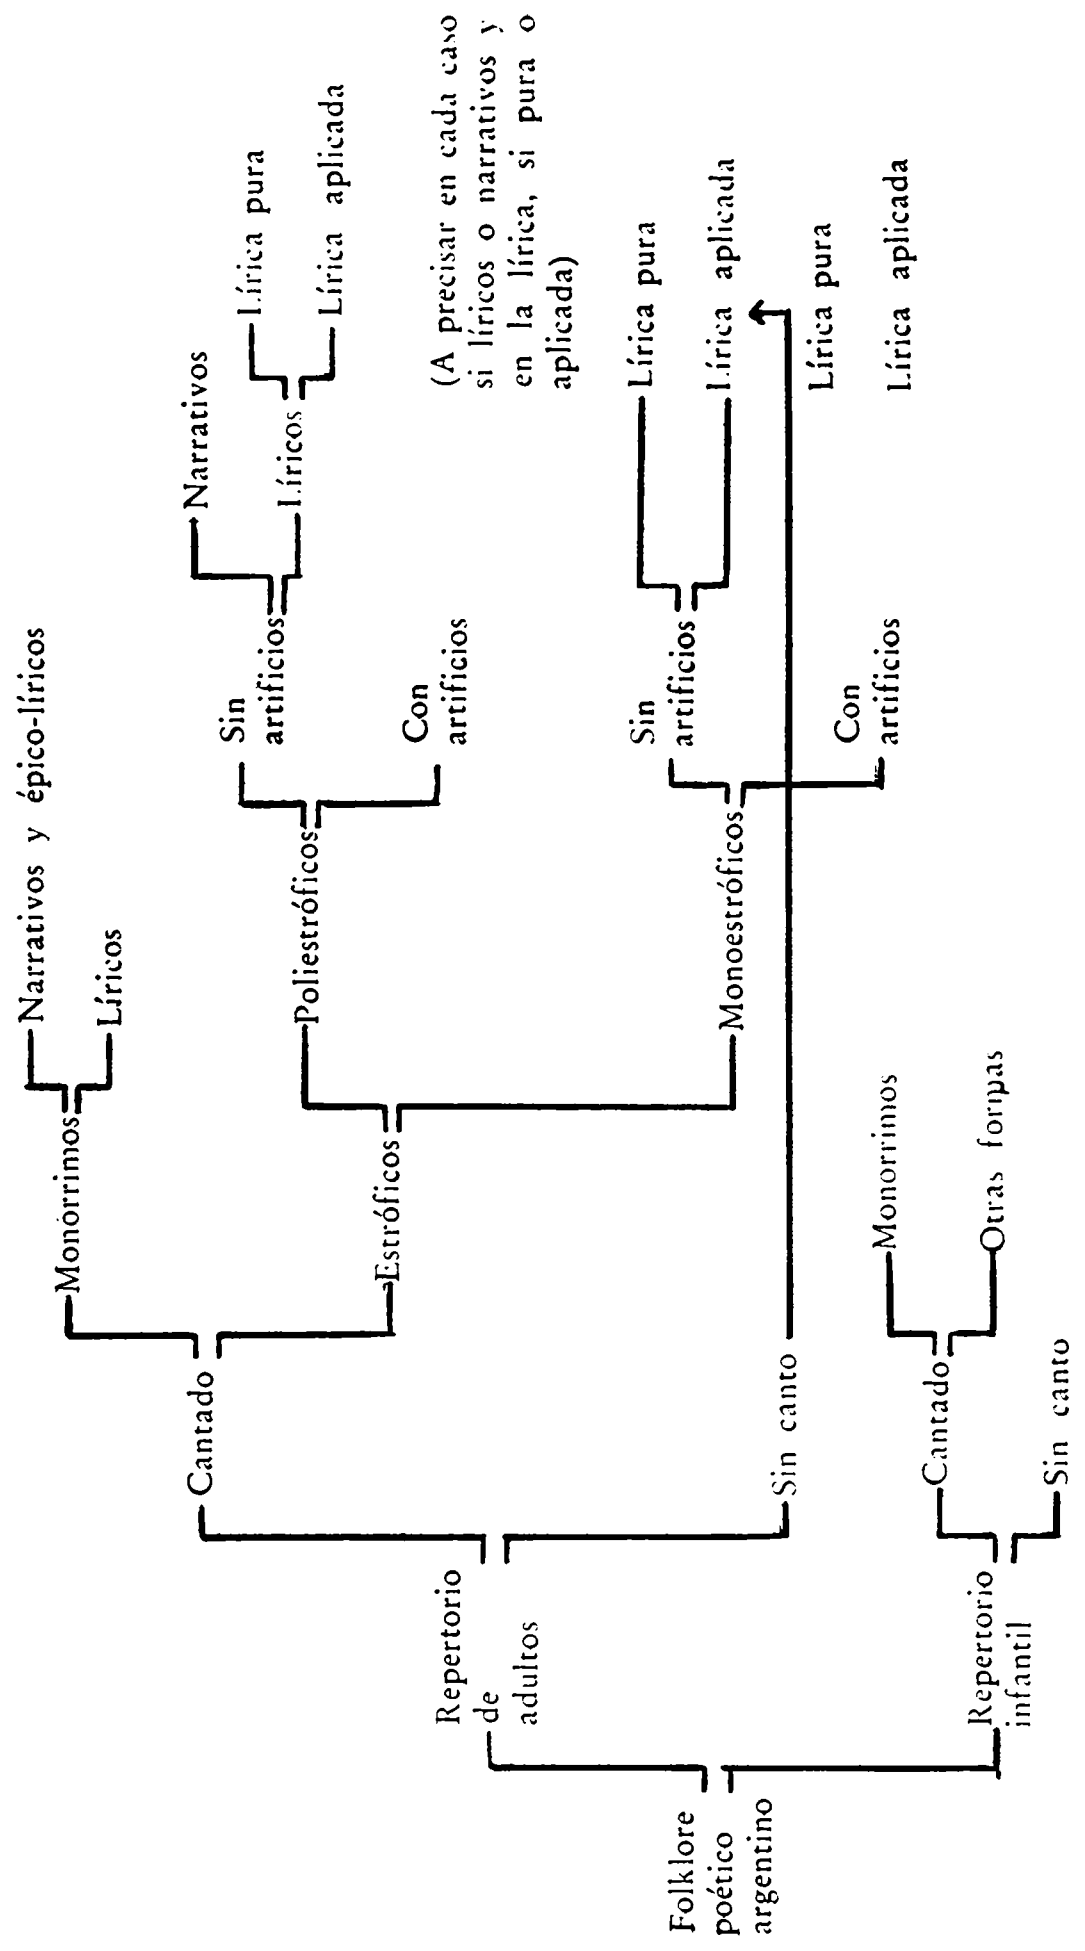 Folklore
poético
argentino
Repertorio
de
adultos
Cantado
Monorrimos
Narrativos y épico-líricos
Líricos
Estróficos
Poliestróficos
Sin
artificios
Narrativos
Líricos
Lírica pura
Lírica aplicada
Con
artificios
(A precisar en cada caso
si líricos o narrativos y
en la lírica, si pura o
aplicada)
Monoestróficos
Sin
artificios
Lírica pura
Lírica aplicada
Con
artificios
Lírica pura
Lírica aplicada
Sin canto
Repertorio
infantil
Cantado
Monorrimos
Otras formas
Sin canto